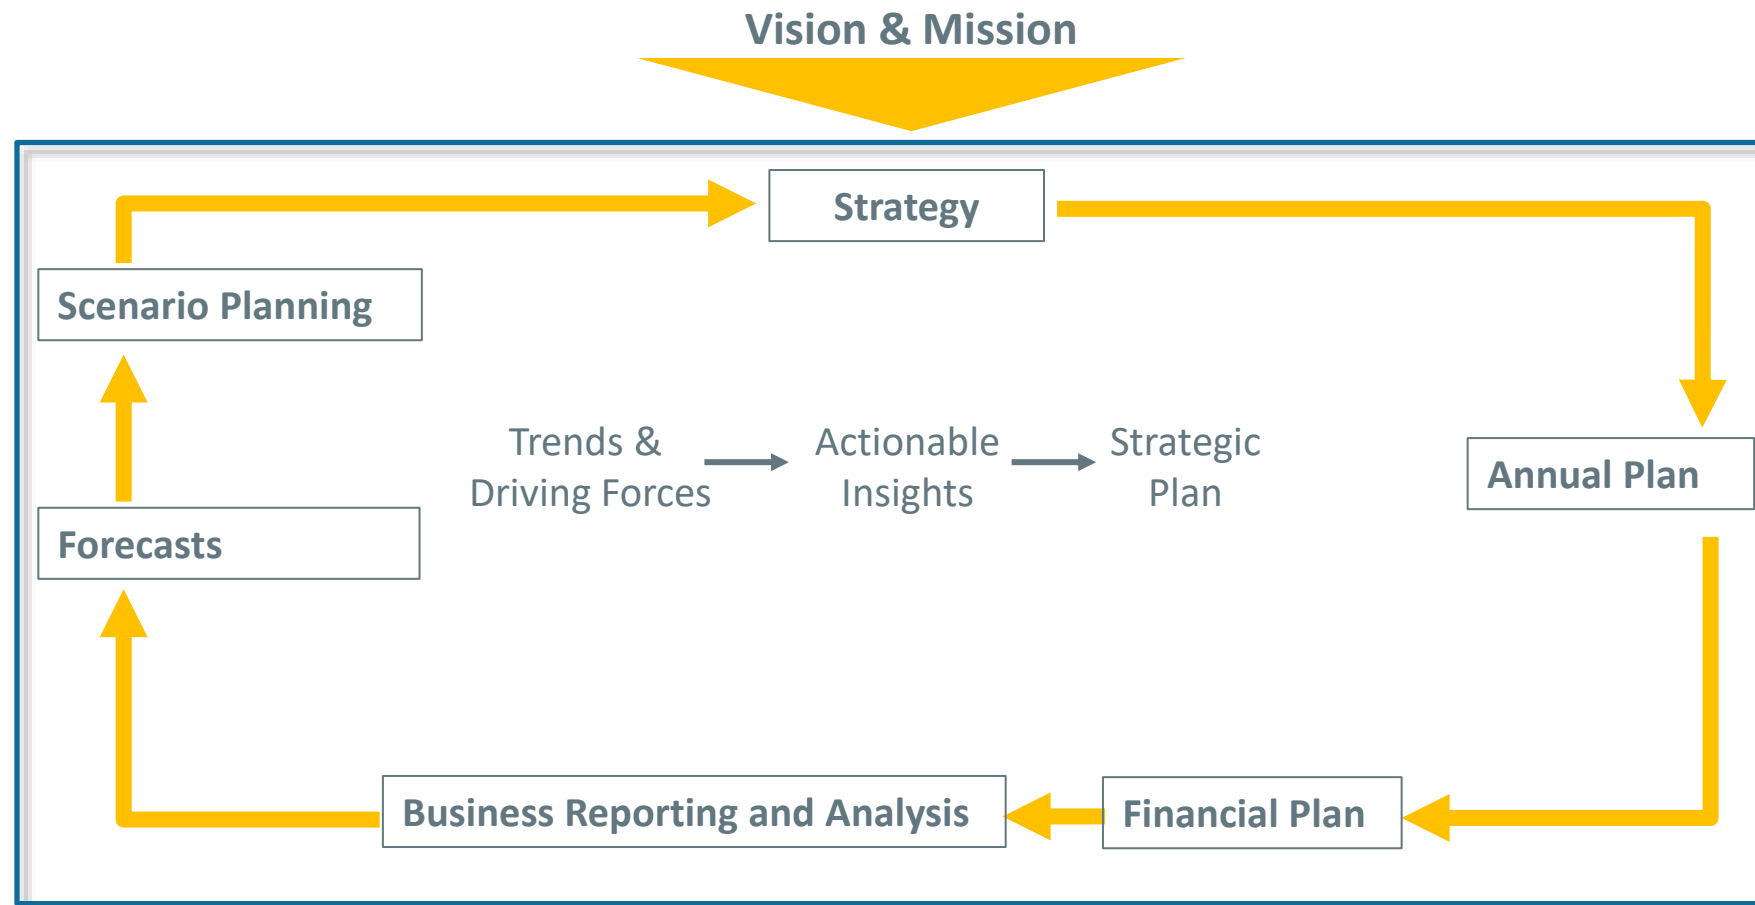 Vision & Mission
Strategy
Scenario Planning
Trends &
Driving Forces
Actionable
Insights
Strategic
Plan
Annual Plan
Forecasts
Business Reporting and Analysis
Financial Plan